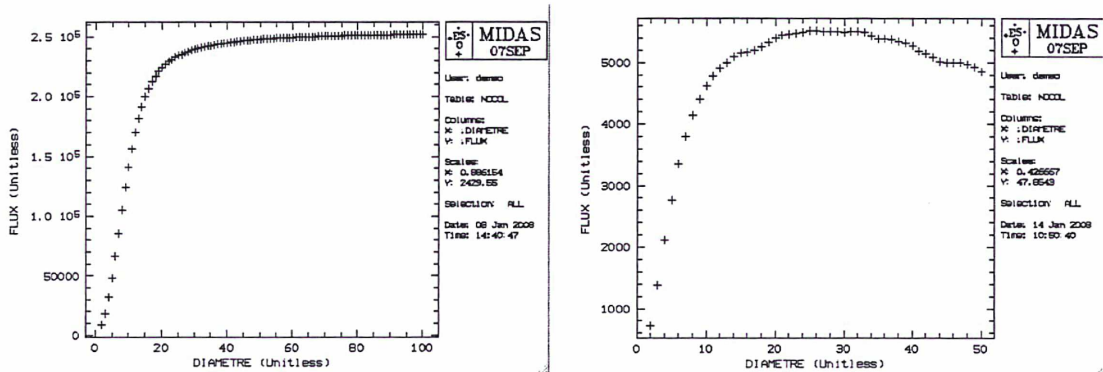 2.5 10⁵
2.0 10⁵
1.5 10⁵
1.0 10⁵
50000
0
FLUX (Unitless)
0 20 40 60 80 100
DIAMETRE (Unitless)
ES
O
+
MIDAS
07SEP
User: demso
Table: NOCOL
Columns:
X: :DIAMETRE
Y: :FLUX
Scales:
X: 0.886154
Y: 2429.55
Selection: ALL
Date: 08 Jan 2008
Time: 14:40:47
5000
4000
3000
2000
1000
FLUX (Unitless)
0 10 20 30 40 50
DIAMETRE (Unitless)
ES
O
+
MIDAS
07SEP
User: demso
Table: NOCOL
Columns:
X: :DIAMETRE
Y: :FLUX
Scales:
X: 0.426667
Y: 47.8543
Selection: ALL
Date: 14 Jan 2008
Time: 10:50:40